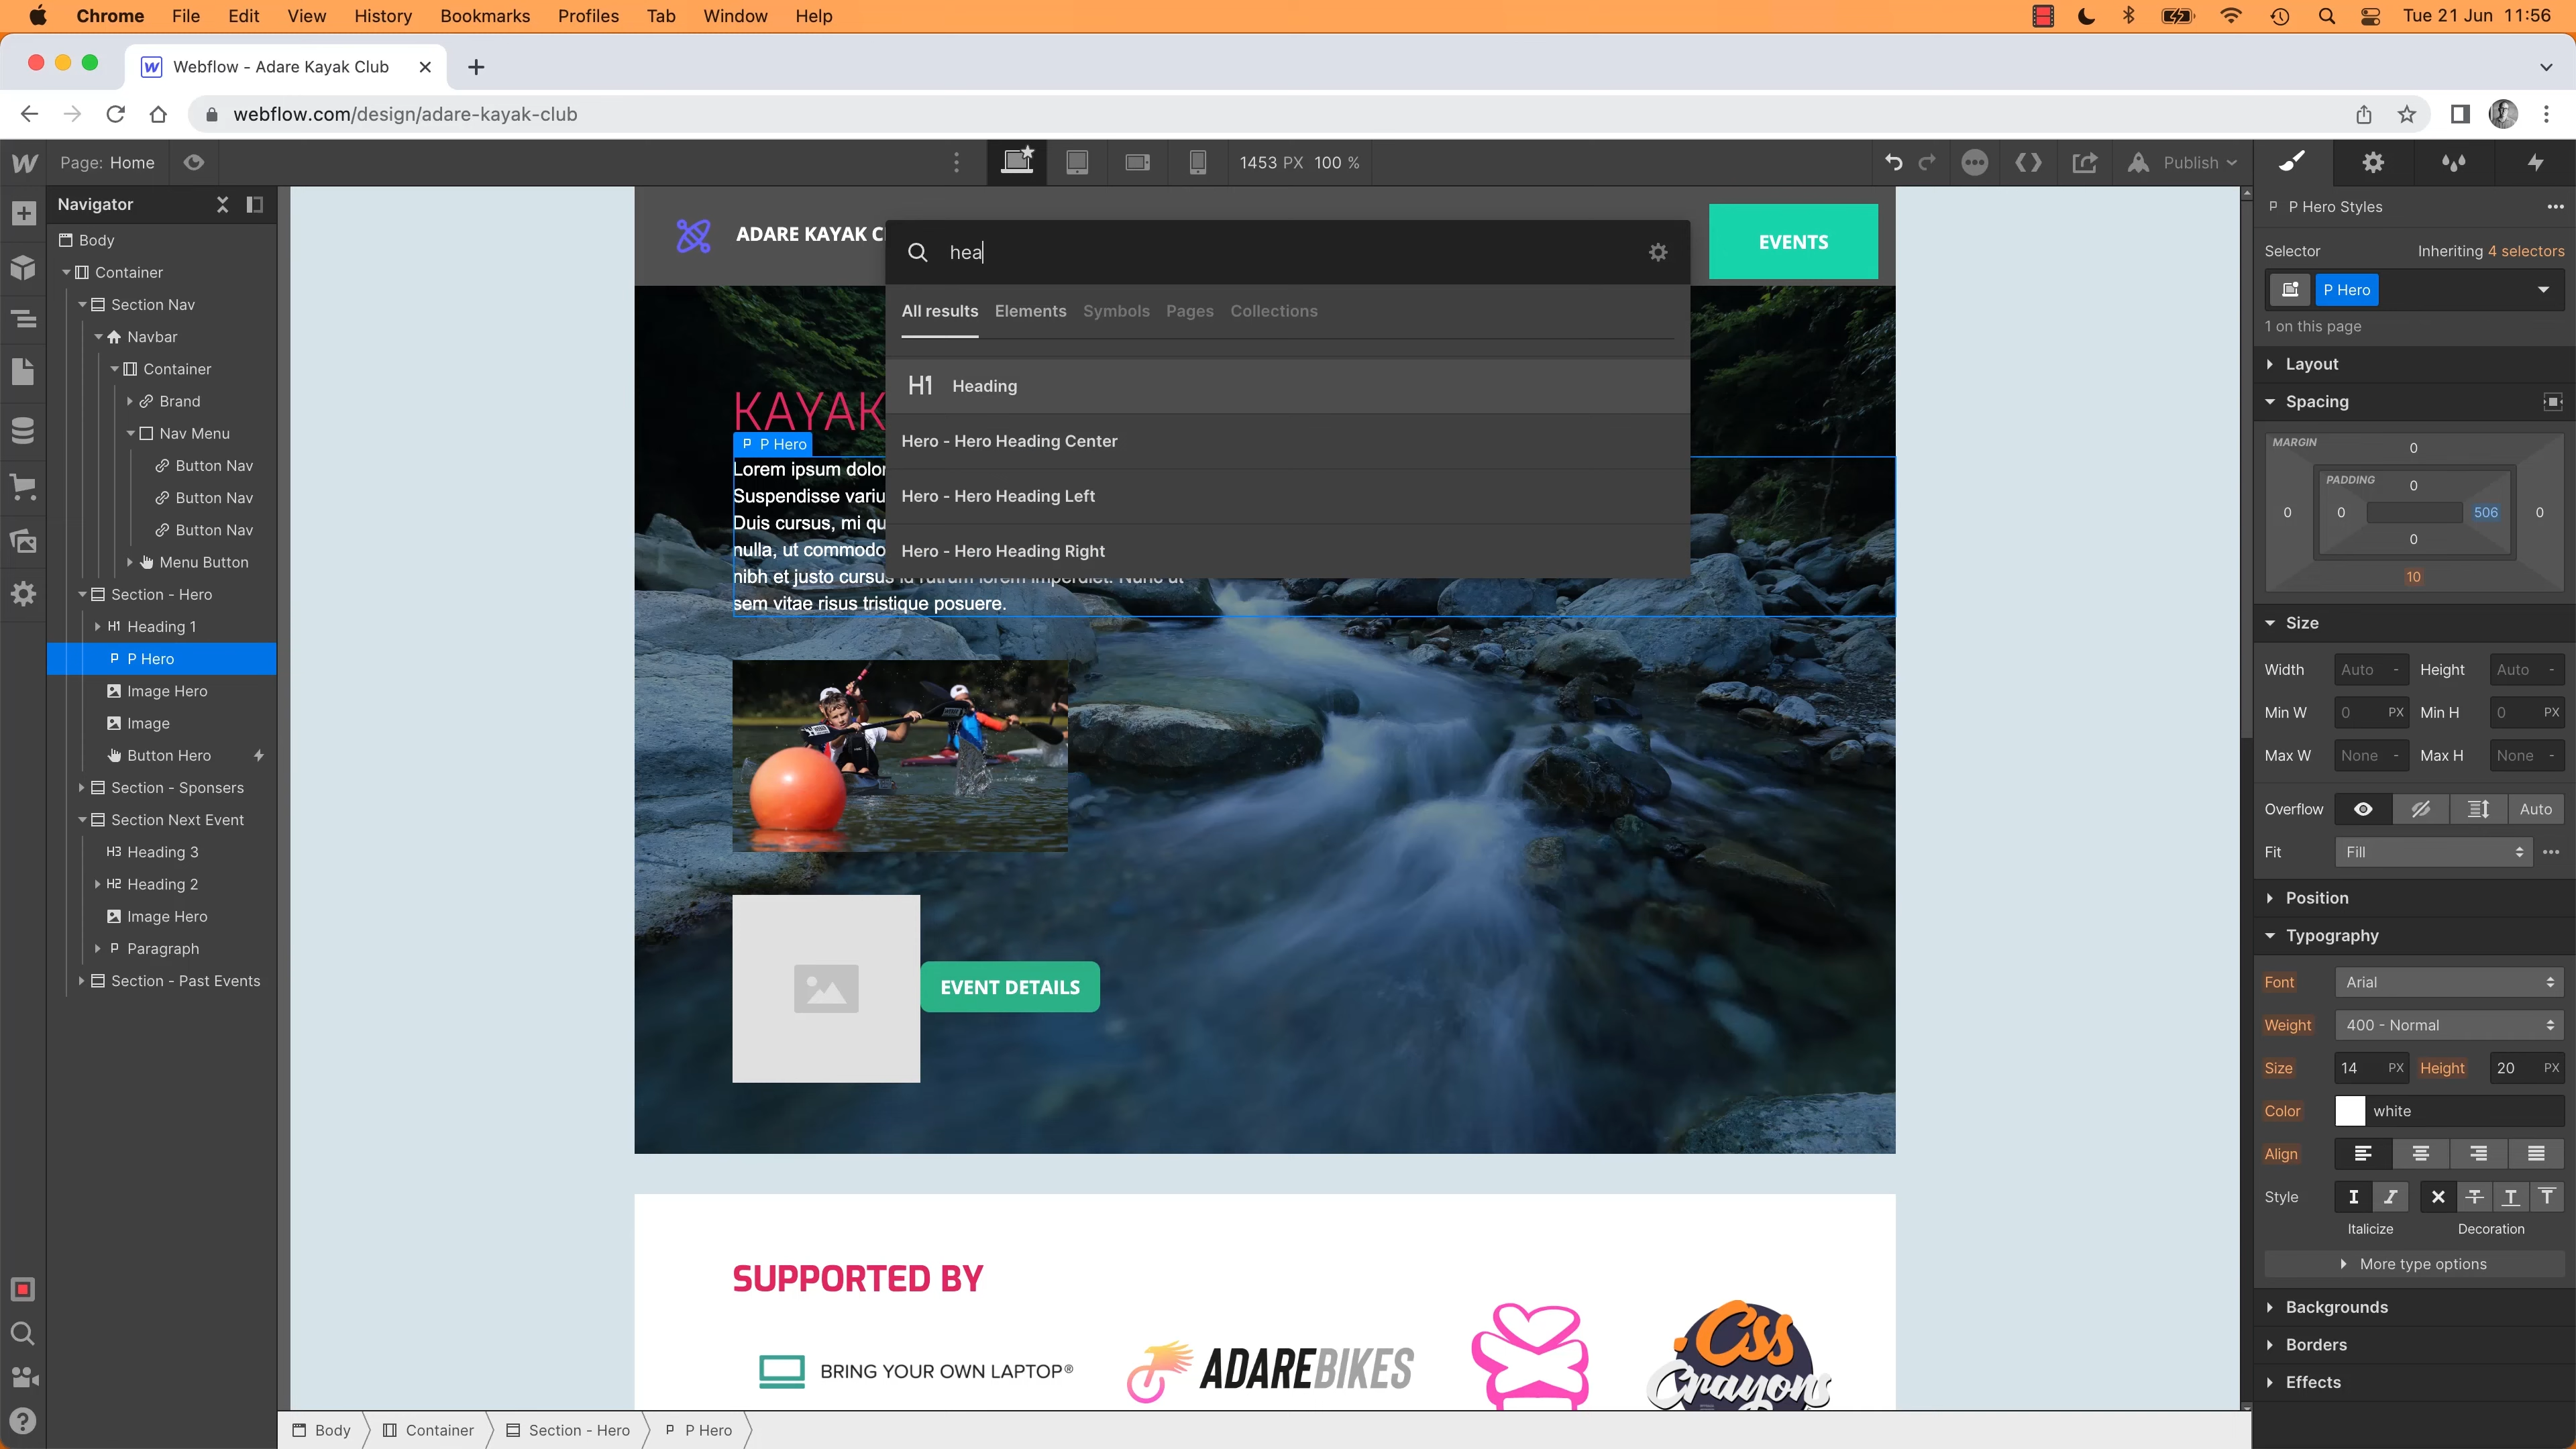 Chrome File Edit View History Bookmarks Profiles Tab Window Help Tue 21 Jun 11:56
Webflow - Adare Kayak Club
webflow.com/design/adare-kayak-club
Page: Home 1453 PX 100 % Publish
Navigator
Body
Container
Section Nav
Navbar
Container
Brand
Nav Menu
Button Nav
Button Nav
Button Nav
Menu Button
Section - Hero
H1 Heading 1
P Hero
Image Hero
Image
Button Hero
Section - Sponsers
Section Next Event
H3 Heading 3
H2 Heading 2
Image Hero
P Paragraph
Section - Past Events
ADARE KAYAK C
EVENTS
hea
All results Elements Symbols Pages Collections
H1 Heading
Hero - Hero Heading Center
Hero - Hero Heading Left
Hero - Hero Heading Right
KAYAK
P Hero
Lorem ipsum dolor
Suspendisse variu
Duis cursus, mi qu
nulla, ut commodo
nibh et justo cursus id rutrum lorem imperdiet. Nunc ut
sem vitae risus tristique posuere.
EVENT DETAILS
SUPPORTED BY
BRING YOUR OWN LAPTOP®
ADAREBIKES
Css
Crayons
Body Container Section - Hero P Hero
P Hero Styles
Selector Inheriting 4 selectors
P Hero
1 on this page
Layout
Spacing
MARGIN
0
PADDING
0
0 0 506 0
0
10
Size
Width Auto - Height Auto -
Min W 0 PX Min H 0 PX
Max W None - Max H None -
Overflow Auto
Fit Fill
Position
Typography
Font Arial
Weight 400 - Normal
Size 14 PX Height 20 PX
Color white
Align
Style
Italicize Decoration
More type options
Backgrounds
Borders
Effects